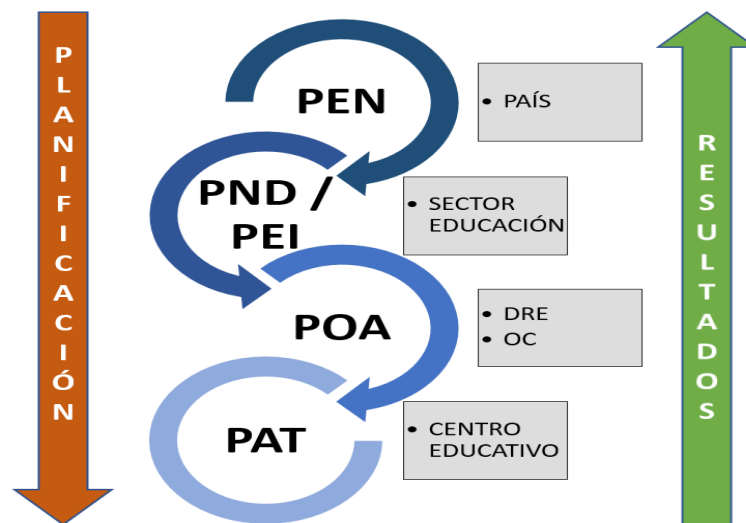 PLANIFICACIÓN
PEN
• PAÍS
PND /
PEI
• SECTOR
EDUCACIÓN
POA
• DRE
• OC
PAT
• CENTRO
EDUCATIVO
RESULTADOS